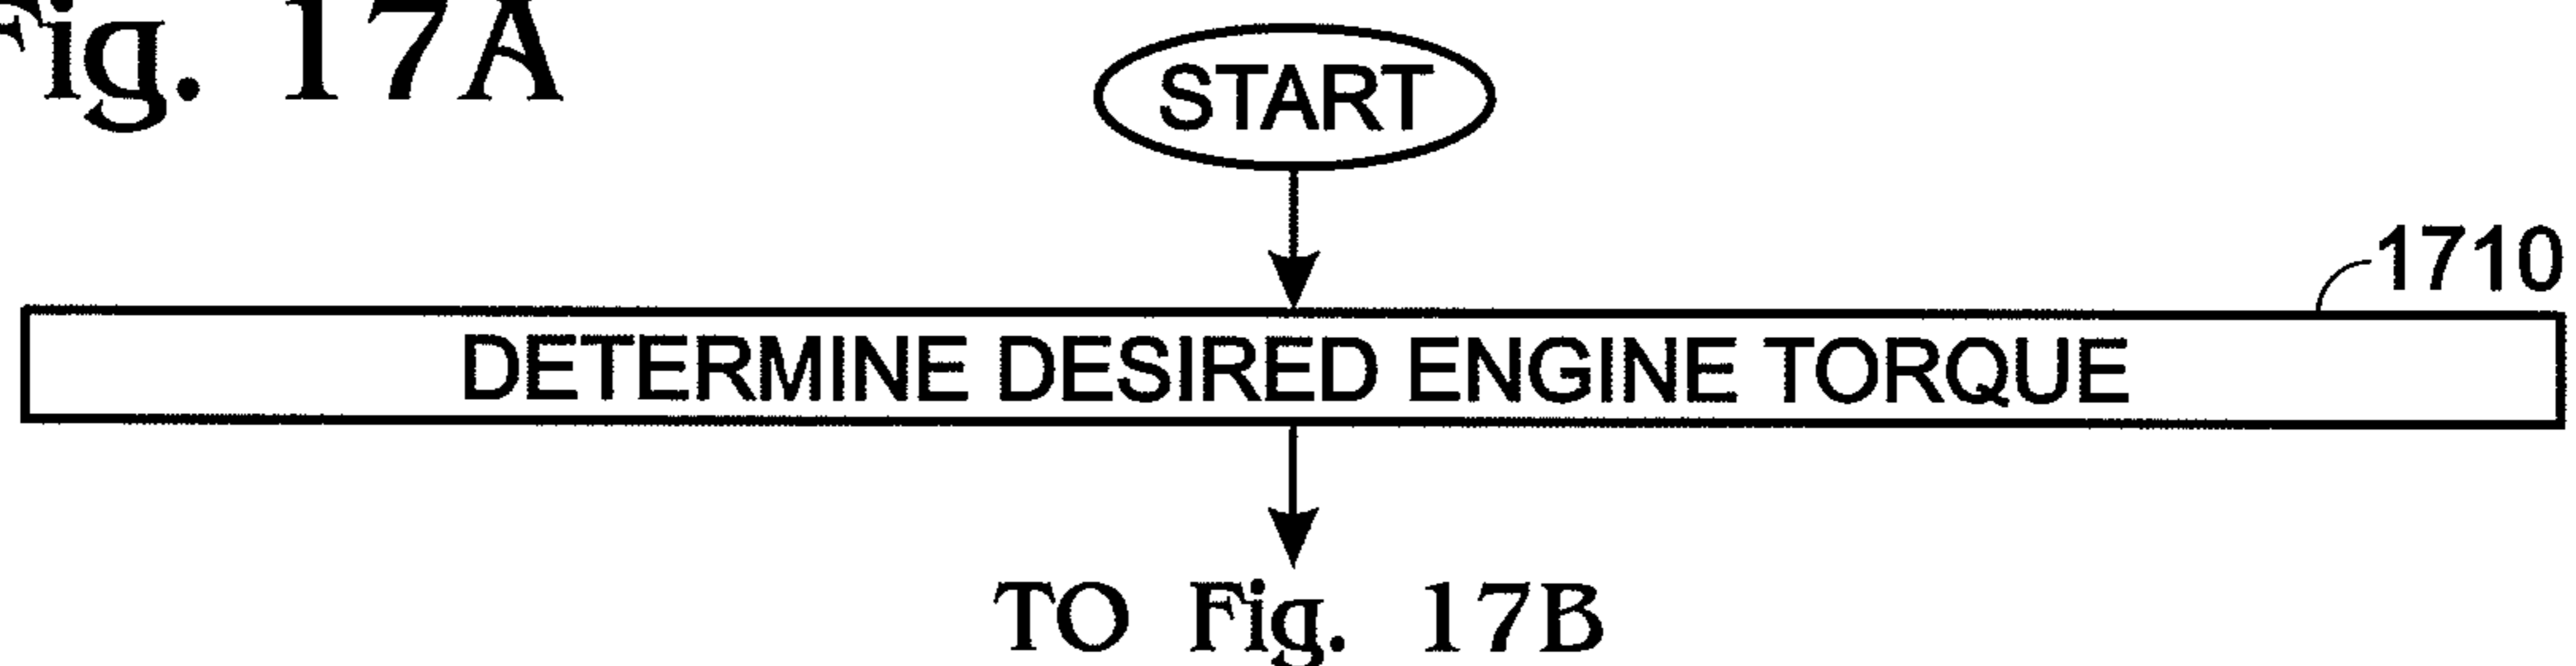 Fig. 17A
START
1710
DETERMINE DESIRED ENGINE TORQUE
TO Fig. 17B